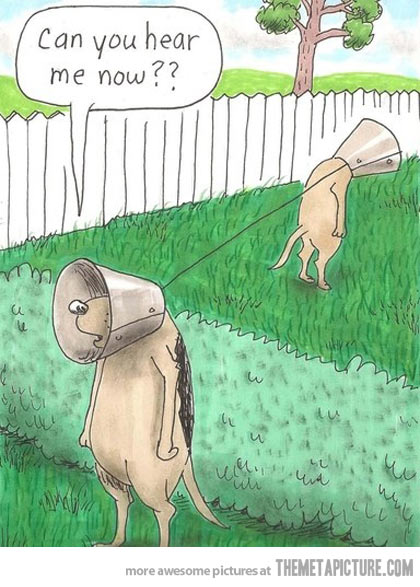 Can you hear
me now??
more awesome pictures at THEMETAPICTURE.COM